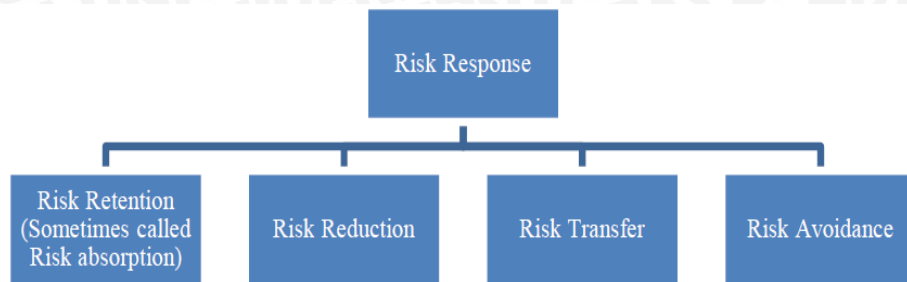 Risk Response
Risk Retention
(Sometimes called
Risk absorption)
Risk Reduction
Risk Transfer
Risk Avoidance